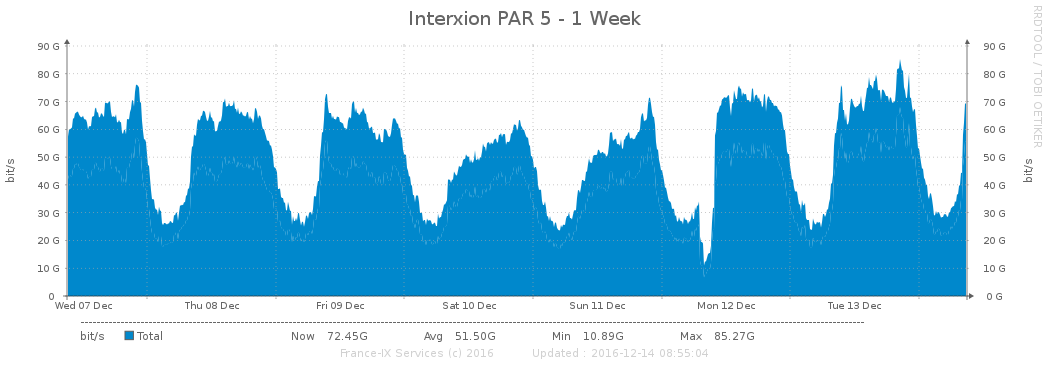 Interxion PAR 5 - 1 Week
RRDTOOL / TOBI OETIKER
bit/s
90 G 90 G
80 G 80 G
70 G 70 G
60 G 60 G
50 G 50 G
40 G 40 G
30 G 30 G
20 G 20 G
10 G 10 G
0 0 G
bit/s
Wed 07 Dec Thu 08 Dec Fri 09 Dec Sat 10 Dec Sun 11 Dec Mon 12 Dec Tue 13 Dec
bit/s Total Now 72.45G Avg 51.50G Min 10.89G Max 85.27G
France-IX Services (c) 2016 Updated : 2016-12-14 08:55:04